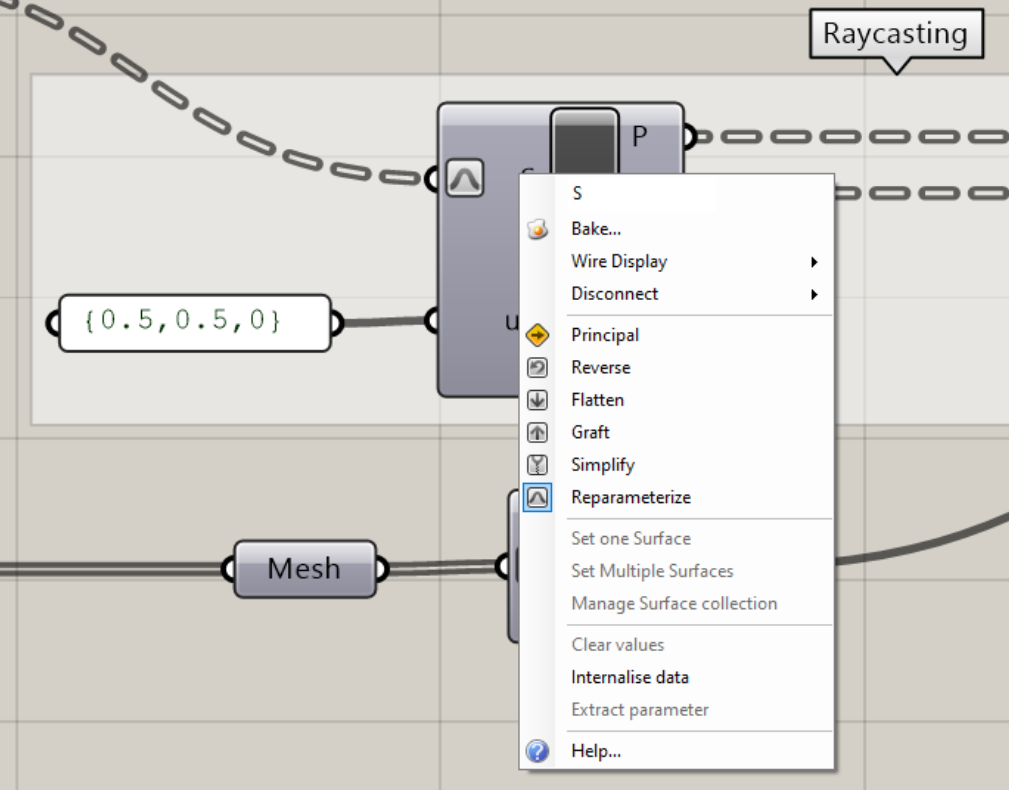 Raycasting
P
S
Bake...
Wire Display
Disconnect
{0.5,0.5,0}
u
Principal
Reverse
Flatten
Graft
Simplify
Reparameterize
Set one Surface
Mesh
Set Multiple Surfaces
Manage Surface collection
Clear values
Internalise data
Extract parameter
Help...